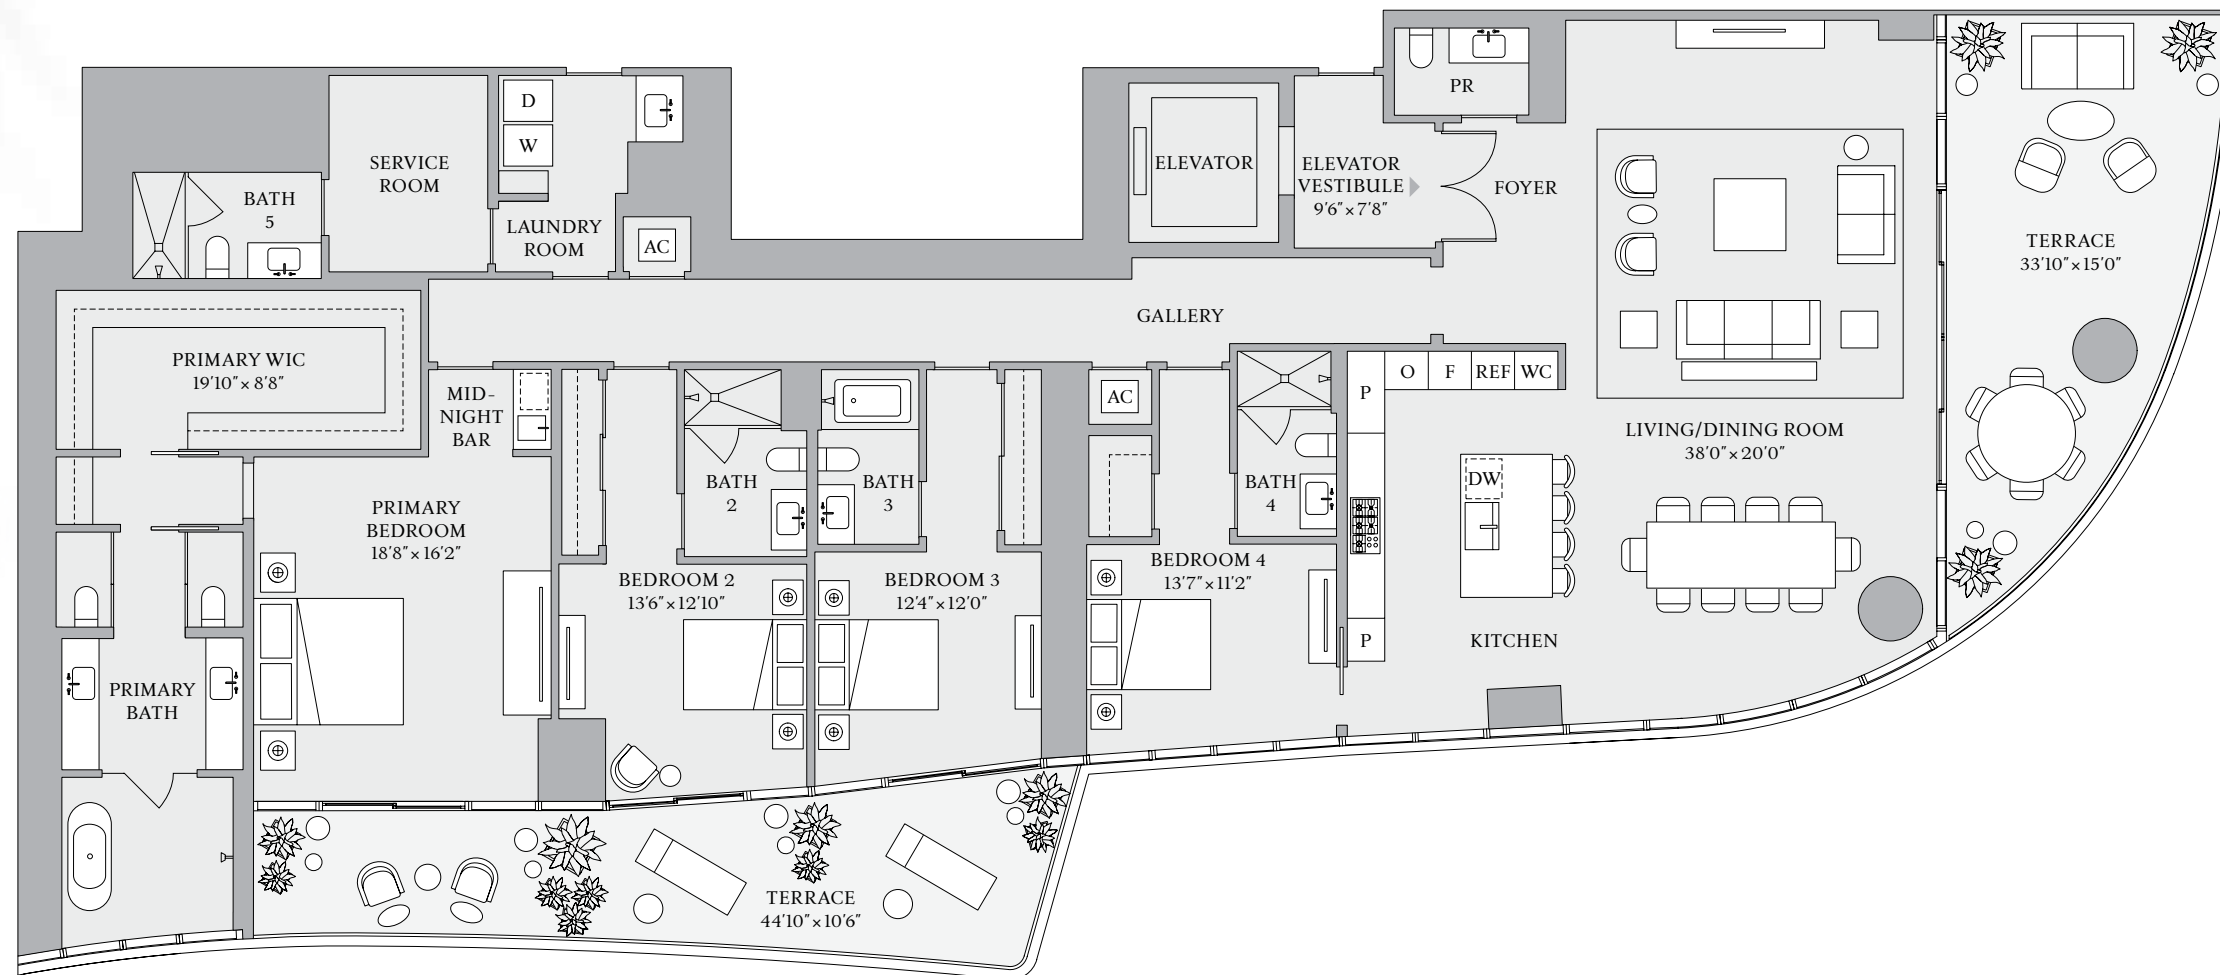 PR
D
W
SERVICE
ROOM
BATH
5
LAUNDRY
ROOM
AC
ELEVATOR
ELEVATOR
VESTIBULE
9'6"×7'8"
FOYER
TERRACE
33'10"×15'0"
GALLERY
PRIMARY WIC
19'10"×8'8"
MID-
NIGHT
BAR
AC
P
O
F
REF
WC
LIVING/DINING ROOM
38'0"×20'0"
PRIMARY
BEDROOM
18'8"×16'2"
BATH
2
BATH
3
BATH
4
DW
BEDROOM 2
13'6"×12'10"
BEDROOM 3
12'4"×12'0"
BEDROOM 4
13'7"×11'2"
P
KITCHEN
PRIMARY
BATH
TERRACE
44'10"×10'6"